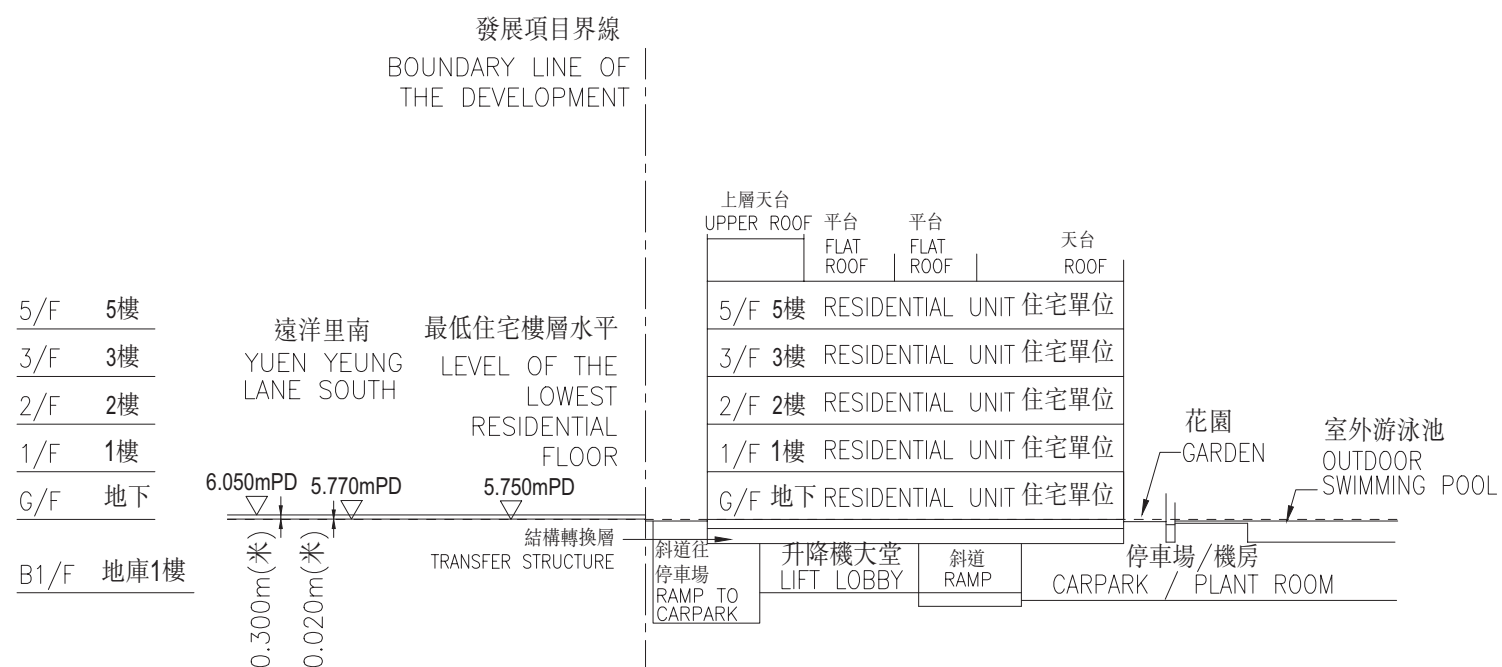 發展項目界線
BOUNDARY LINE OF
THE DEVELOPMENT
上層天台
UPPER ROOF
平台
FLAT
ROOF
平台
FLAT
ROOF
天台
ROOF
5/F 5樓
3/F 3樓
2/F 2樓
1/F 1樓
G/F 地下
B1/F 地庫1樓
遠洋里南
YUEN YEUNG
LANE SOUTH
最低住宅樓層水平
LEVEL OF THE
LOWEST
RESIDENTIAL
FLOOR
6.050mPD
5.770mPD
5.750mPD
0.300m(米)
0.020m(米)
5/F 5樓 RESIDENTIAL UNIT 住宅單位
3/F 3樓 RESIDENTIAL UNIT 住宅單位
2/F 2樓 RESIDENTIAL UNIT 住宅單位
1/F 1樓 RESIDENTIAL UNIT 住宅單位
G/F 地下 RESIDENTIAL UNIT 住宅單位
花園
GARDEN
室外游泳池
OUTDOOR
SWIMMING POOL
結構轉換層
TRANSFER STRUCTURE
斜道往
停車場
RAMP TO
CARPARK
升降機大堂
LIFT LOBBY
斜道
RAMP
停車場/機房
CARPARK / PLANT ROOM